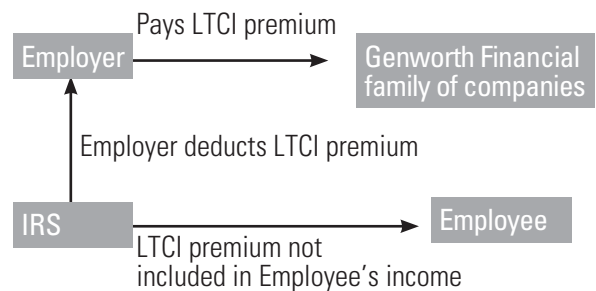 Pays LTCI premium
Employer
Genworth Financial
family of companies
Employer deducts LTCI premium
IRS
Employee
LTCI premium not
included in Employee's income